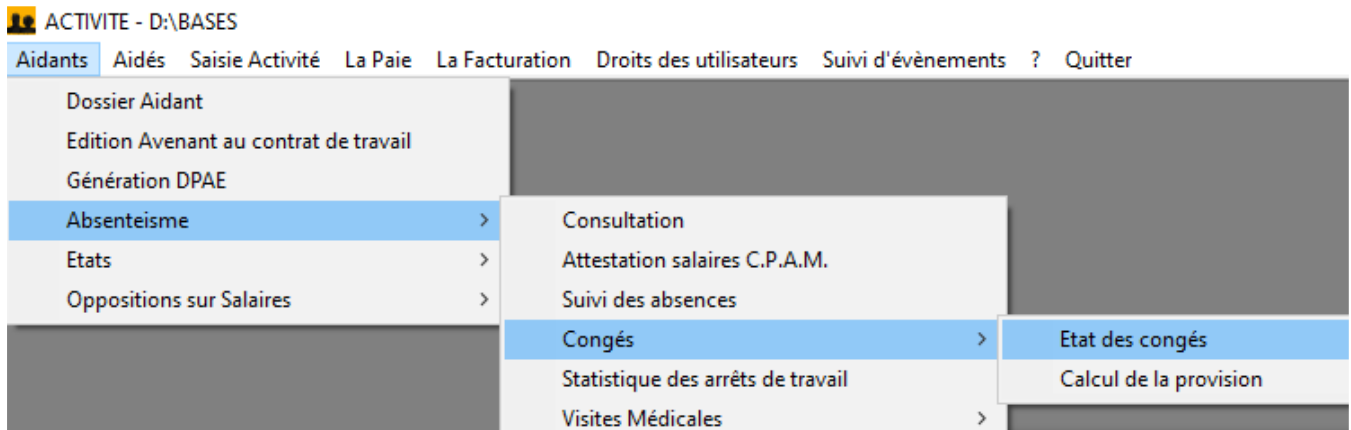 ACTIVITE - D:\BASES
Aidants Aidés Saisie Activité La Paie La Facturation Droits des utilisateurs Suivi d'évènements ? Quitter
Dossier Aidant
Edition Avenant au contrat de travail
Génération DPAE
Absenteisme >
Etats >
Oppositions sur Salaires >
Consultation
Attestation salaires C.P.A.M.
Suivi des absences
Congés >
Statistique des arrêts de travail
Visites Médicales >
Etat des congés
Calcul de la provision